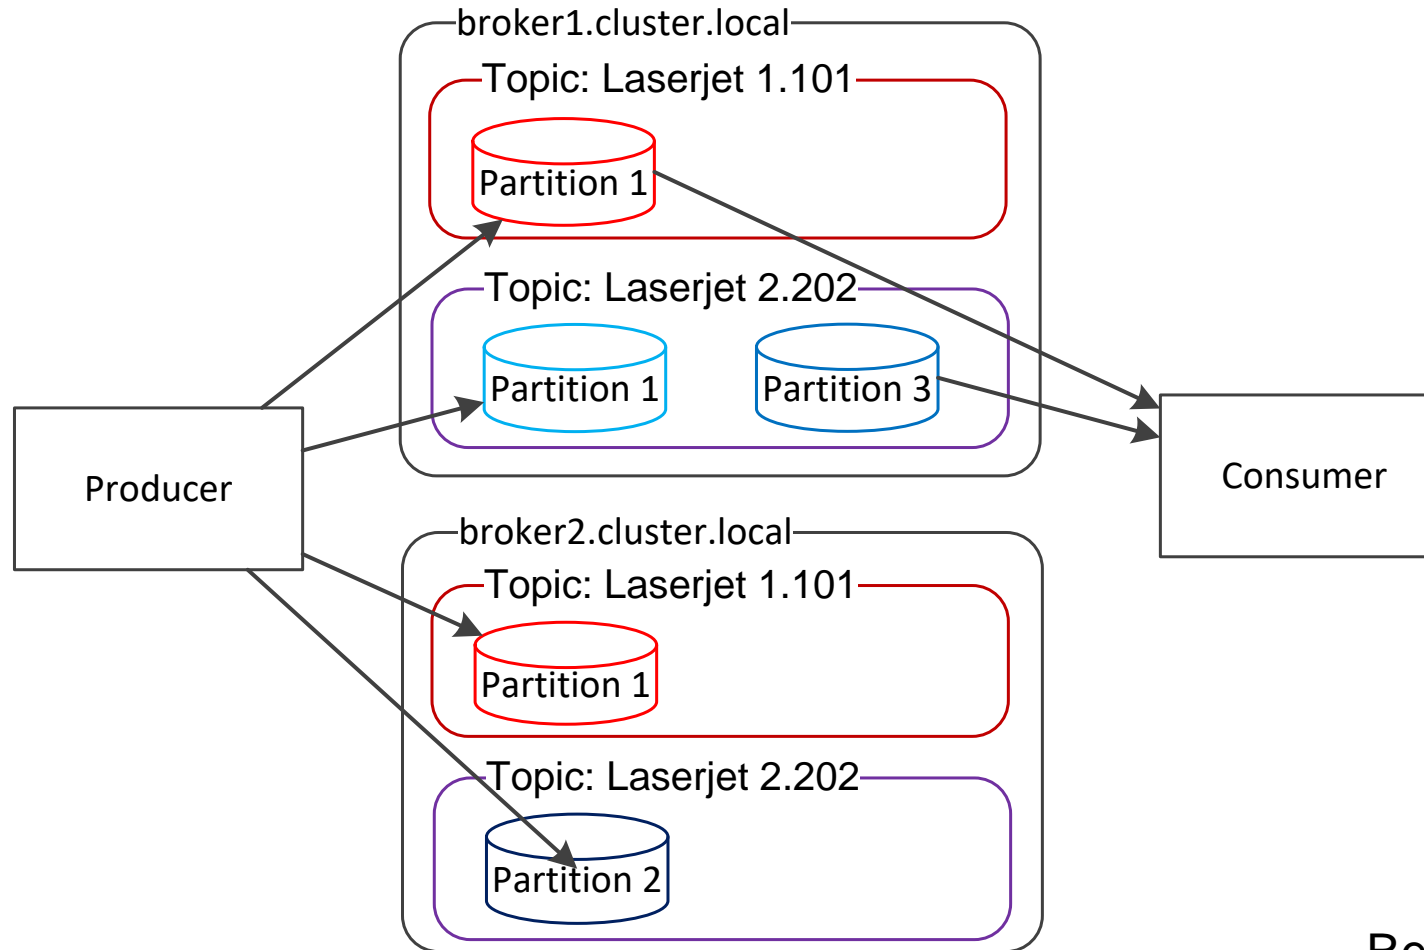 broker1.cluster.local
Topic: Laserjet 1.101
Partition 1
Topic: Laserjet 2.202
Partition 1
Partition 3
Producer
Consumer
broker2.cluster.local
Topic: Laserjet 1.101
Partition 1
Topic: Laserjet 2.202
Partition 2